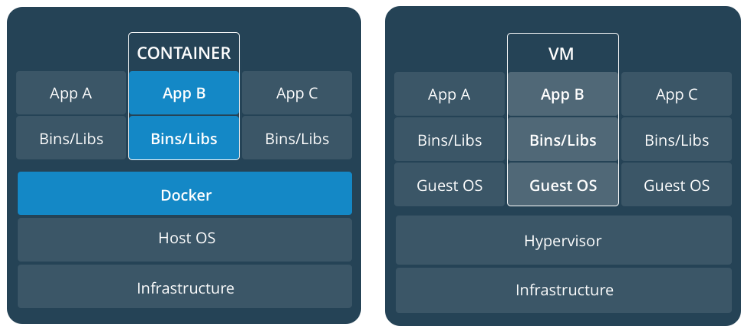 CONTAINER
App A App B App C
Bins/Libs Bins/Libs Bins/Libs
Docker
Host OS
Infrastructure
VM
App A App B App C
Bins/Libs Bins/Libs Bins/Libs
Guest OS Guest OS Guest OS
Hypervisor
Infrastructure